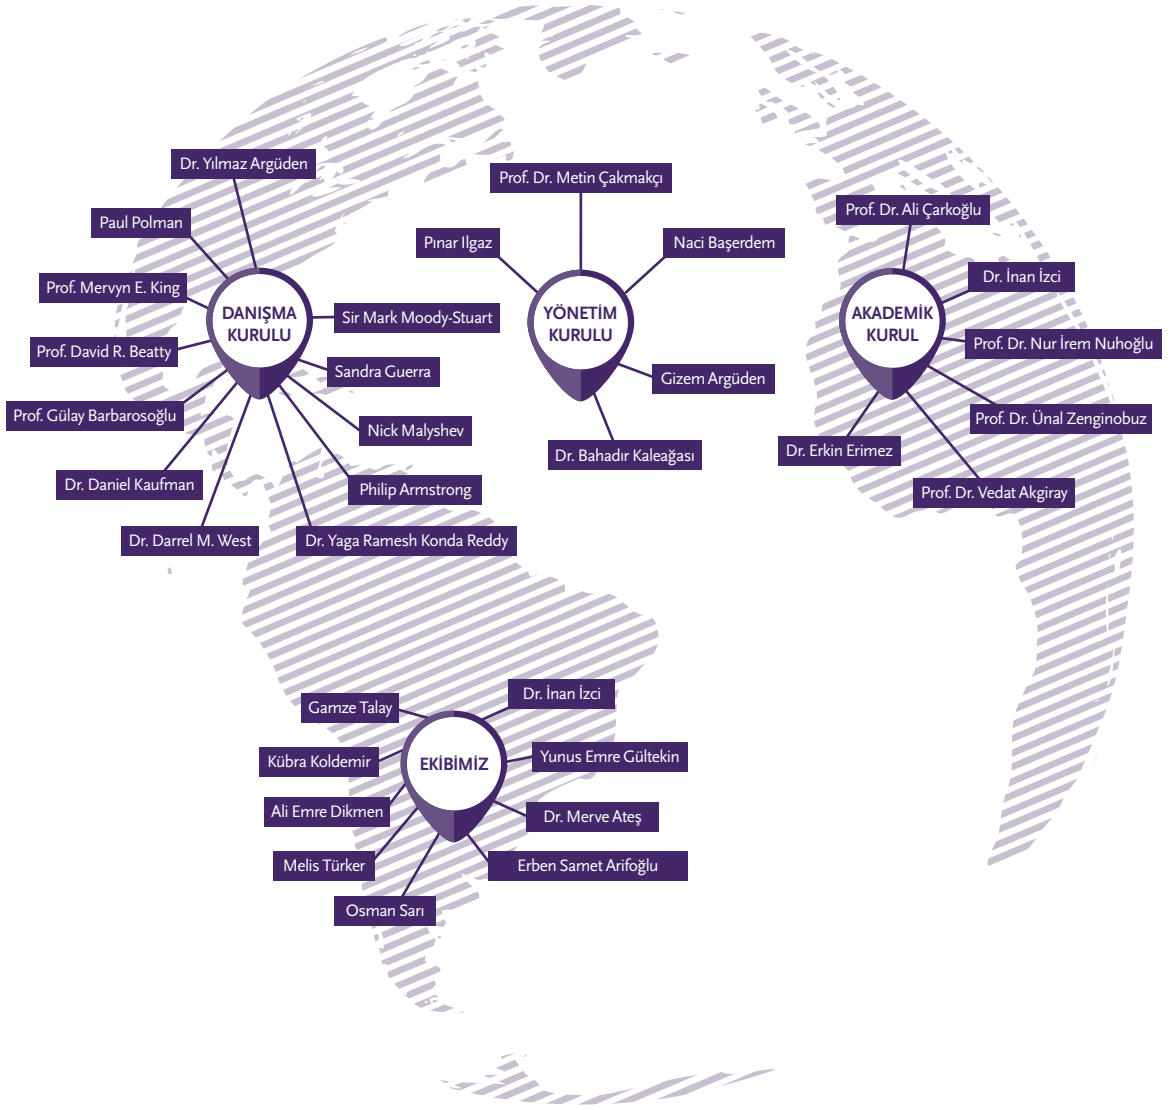 Dr. Yılmaz Argüden
Paul Polman
Prof. Mervyn E. King
Prof. David R. Beatty
Prof. Gülay Barbarosoğlu
Dr. Daniel Kaufman
Dr. Darrel M. West
DANIŞMA
KURULU
Sir Mark Moody-Stuart
Sandra Guerra
Nick Malyshev
Philip Armstrong
Dr. Yaga Ramesh Konda Reddy
Prof. Dr. Metin Çakmakçı
Pınar Ilgaz
Naci Başerdem
YÖNETİM
KURULU
Gizem Argüden
Dr. Bahadır Kaleağası
Prof. Dr. Ali Çarkoğlu
Dr. İnan İzci
AKADEMİK
KURUL
Prof. Dr. Nur İrem Nuhoğlu
Prof. Dr. Ünal Zenginobuz
Dr. Erkin Erimez
Prof. Dr. Vedat Akgiray
Gamze Talay
Dr. İnan İzci
Kübra Koldemir
EKİBİMİZ
Yunus Emre Gültekin
Ali Emre Dikmen
Dr. Merve Ateş
Melis Türker
Erben Samet Arifoğlu
Osman Sarı